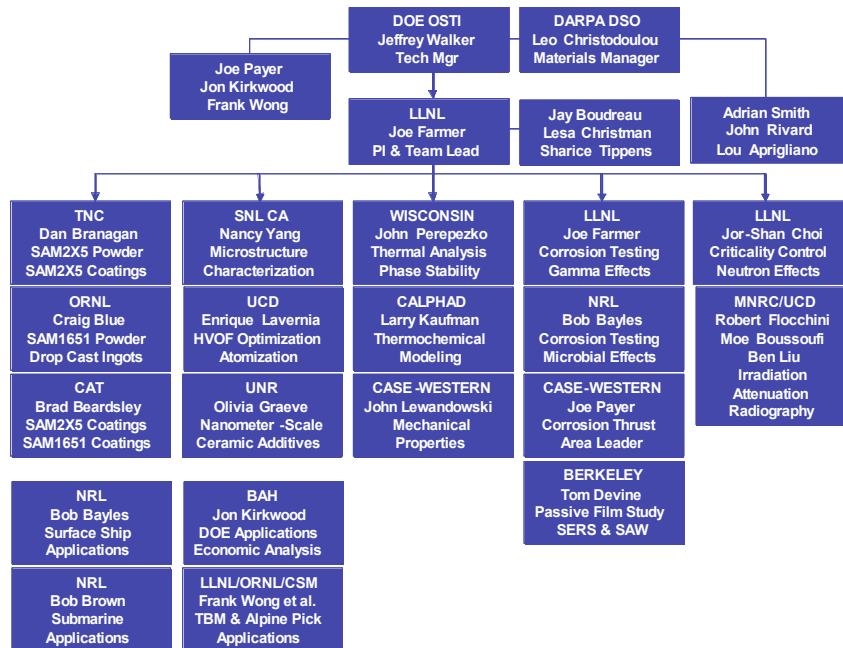 DOE OSTI
Jeffrey Walker
Tech Mgr
DARPA DSO
Leo Christodoulou
Materials Manager
Joe Payer
Jon Kirkwood
Frank Wong
LLNL
Joe Farmer
PI & Team Lead
Jay Boudreau
Lesa Christman
Sharice Tippens
Adrian Smith
John Rivard
Lou Aprigliano
TNC
Dan Branagan
SAM2X5 Powder
SAM2X5 Coatings
SNL CA
Nancy Yang
Microstructure
Characterization
WISCONSIN
John Perepezko
Thermal Analysis
Phase Stability
LLNL
Joe Farmer
Corrosion Testing
Gamma Effects
LLNL
Jor-Shan Choi
Criticality Control
Neutron Effects
ORNL
Craig Blue
SAM1651 Powder
Drop Cast Ingots
UCD
Enrique Lavernia
HVOF Optimization
Atomization
CALPHAD
Larry Kaufman
Thermochemical
Modeling
NRL
Bob Bayles
Corrosion Testing
Microbial Effects
MNRC/UCD
Robert Flocchini
Moe Boussoufi
Ben Liu
Irradiation
Attenuation
Radiography
CAT
Brad Beardsley
SAM2X5 Coatings
SAM1651 Coatings
UNR
Olivia Graeve
Nanometer -Scale
Ceramic Additives
CASE-WESTERN
John Lewandowski
Mechanical
Properties
CASE-WESTERN
Joe Payer
Corrosion Thrust
Area Leader
BERKELEY
Tom Devine
Passive Film Study
SERS & SAW
NRL
Bob Bayles
Surface Ship
Applications
BAH
Jon Kirkwood
DOE Applications
Economic Analysis
NRL
Bob Brown
Submarine
Applications
LLNL/ORNL/CSM
Frank Wong et al.
TBM & Alpine Pick
Applications